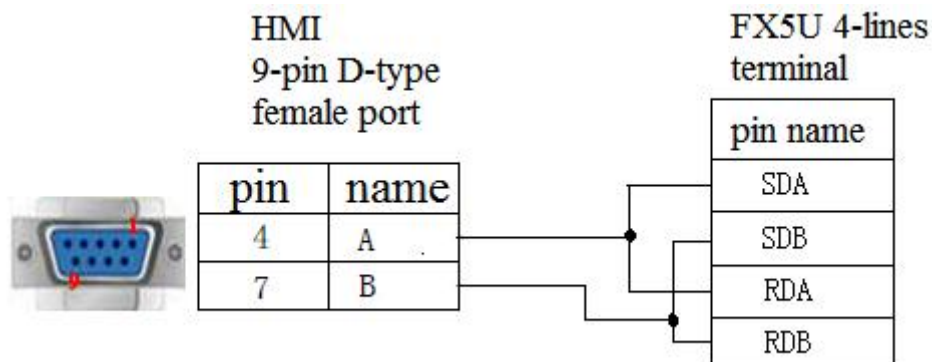 HMI
9-pin D-type
female port
FX5U 4-lines
terminal
pin name
pin name
4 A
7 B
SDA
SDB
RDA
RDB
1
9